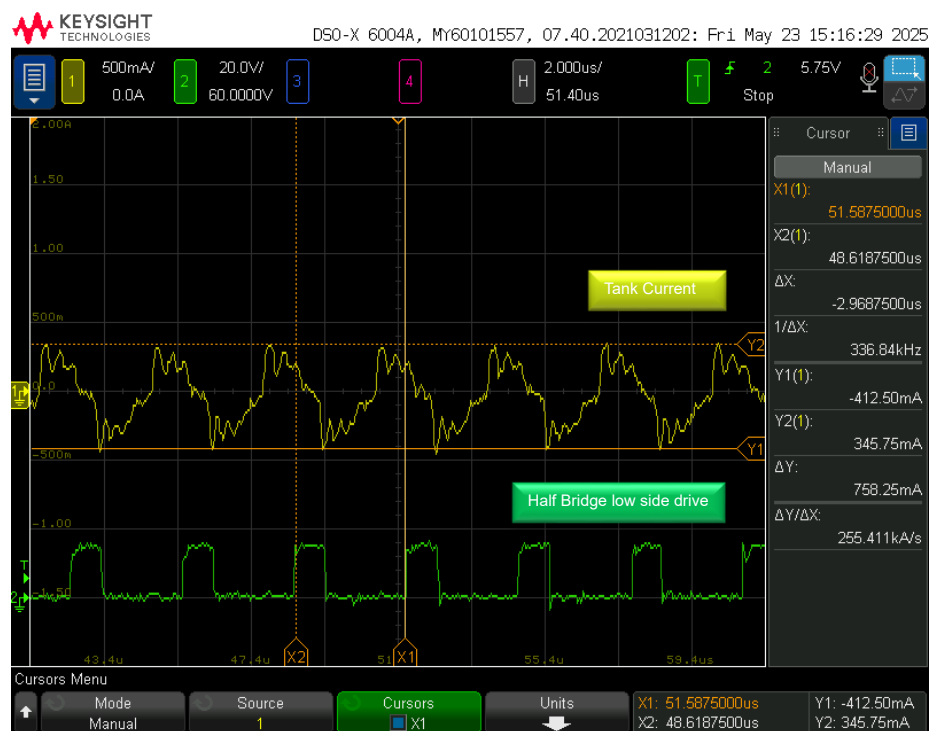 KEYSIGHT
TECHNOLOGIES
DSO-X 6004A, MY60101557, 07.40.2021031202: Fri May 23 15:16:29 2025
1 500mA/ 2 20.0V/ 3 4 H 2.000us/ T 2 5.75V
0.0A 60.0000V 51.40us Stop
2.00A
1.50
1.00
500m
0.0
-500m
-1.00
-1.50
Tank Current
Half Bridge low side drive
Y2
Y1
1
T
2
X2
X1
43.4u 47.4u 51 55.4u 59.4us
Cursor
Manual
X1(1):
51.5875000us
X2(1):
48.6187500us
ΔX:
-2.9687500us
1/ΔX:
336.84kHz
Y1(1):
-412.50mA
Y2(1):
345.75mA
ΔY:
758.25mA
ΔY/ΔX:
255.411kA/s
Cursors Menu
Mode
Manual
Source
1
Cursors
X1
Units
X1: 51.5875000us Y1: -412.50mA
X2: 48.6187500us Y2: 345.75mA